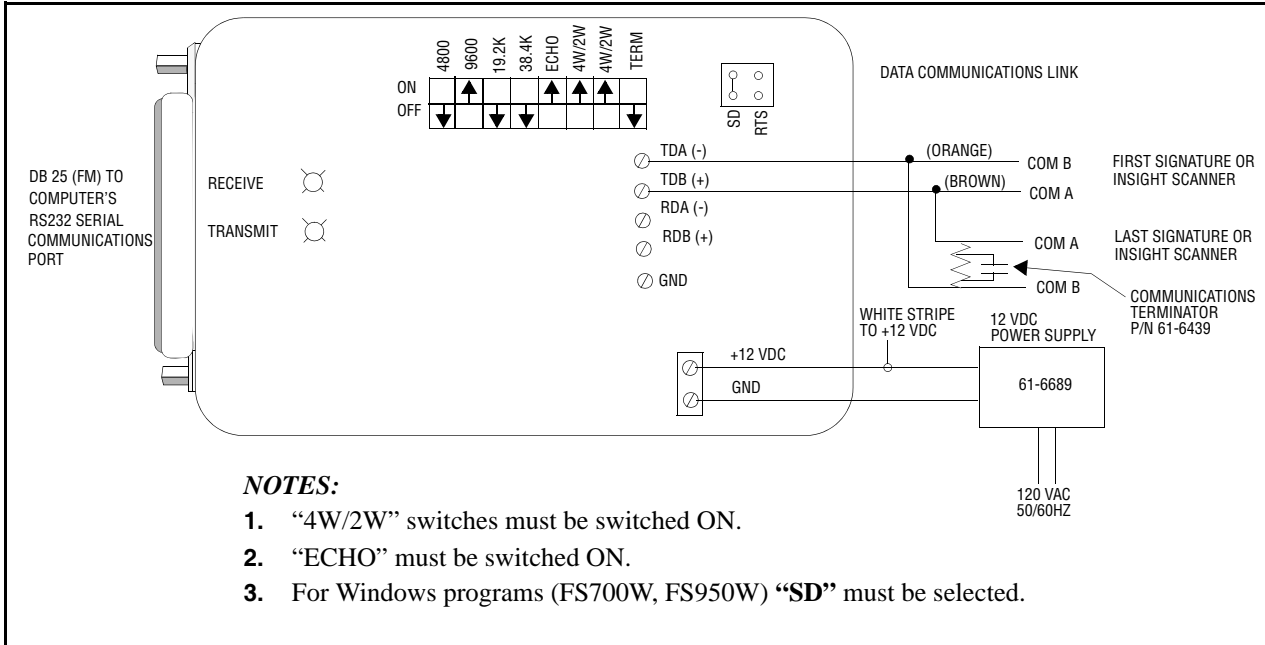 4800
9600
19.2K
38.4K
ECHO
4W/2W
4W/2W
TERM
ON
OFF
SD
RTS
DATA COMMUNICATIONS LINK
DB 25 (FM) TO
COMPUTER'S
RS232 SERIAL
COMMUNICATIONS
PORT
RECEIVE
TRANSMIT
TDA (-)
TDB (+)
RDA (-)
RDB (+)
GND
(ORANGE)
COM B
(BROWN)
COM A
FIRST SIGNATURE OR
INSIGHT SCANNER
COM A
COM B
LAST SIGNATURE OR
INSIGHT SCANNER
COMMUNICATIONS
TERMINATOR
P/N 61-6439
WHITE STRIPE
TO +12 VDC
12 VDC
POWER SUPPLY
+12 VDC
GND
61-6689
120 VAC
50/60HZ
NOTES:
1. “4W/2W” switches must be switched ON.
2. “ECHO” must be switched ON.
3. For Windows programs (FS700W, FS950W) “SD” must be selected.